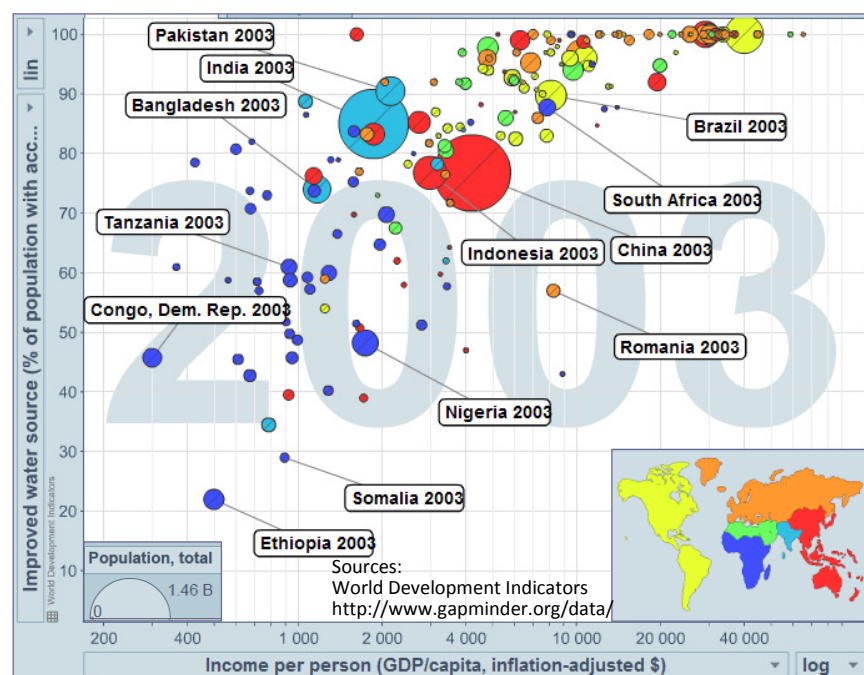 Improved water source (% of population with acc...
lin
World Development Indicators
2003
100
90
80
70
60
50
40
30
20
10
Pakistan 2003
India 2003
Bangladesh 2003
Tanzania 2003
Congo, Dem. Rep. 2003
Brazil 2003
South Africa 2003
Indonesia 2003
China 2003
Romania 2003
Nigeria 2003
Somalia 2003
Ethiopia 2003
Population, total
1.46 B
0
Sources:
World Development Indicators
http://www.gapminder.org/data/
200
400
1 000
2 000
4 000
10 000
20 000
40 000
Income per person (GDP/capita, inflation-adjusted $)
log